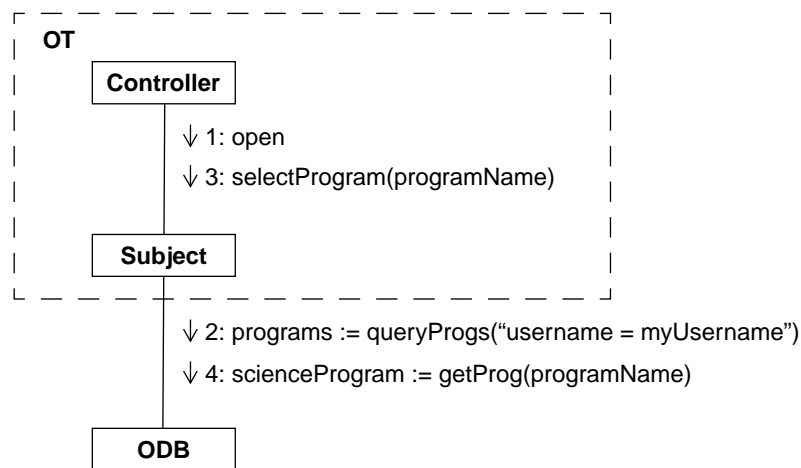 OT
Controller
↓ 1: open
↓ 3: selectProgram(programName)
Subject
↓ 2: programs := queryProgs(“username = myUsername”)
↓ 4: scienceProgram := getProg(programName)
ODB